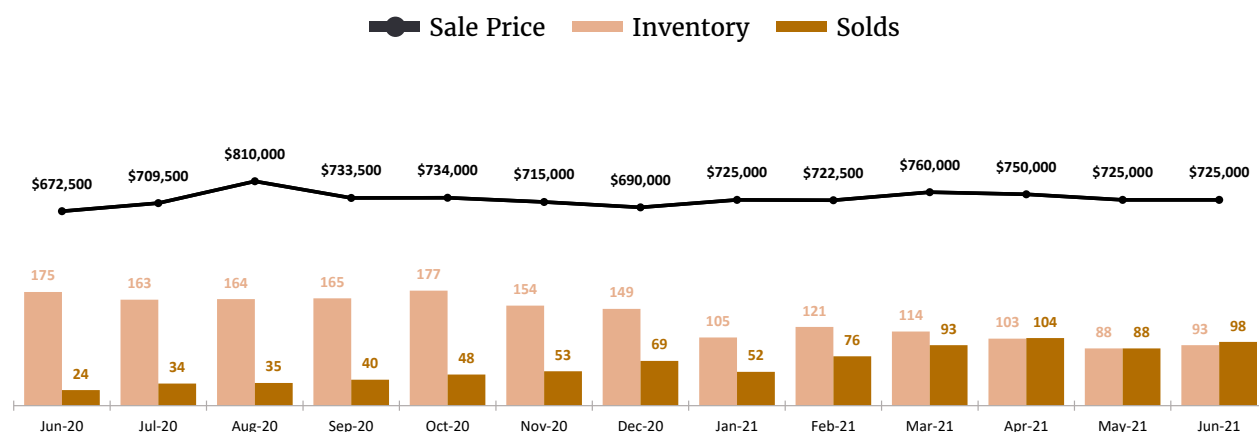 Sale Price Inventory Solds
$672,500 $709,500 $810,000 $733,500 $734,000 $715,000 $690,000 $725,000 $722,500 $760,000 $750,000 $725,000 $725,000
175 163 164 165 177 154 149 105 121 114 103 88 93
24 34 35 40 48 53 69 52 76 93 104 88 98
Jun-20 Jul-20 Aug-20 Sep-20 Oct-20 Nov-20 Dec-20 Jan-21 Feb-21 Mar-21 Apr-21 May-21 Jun-21